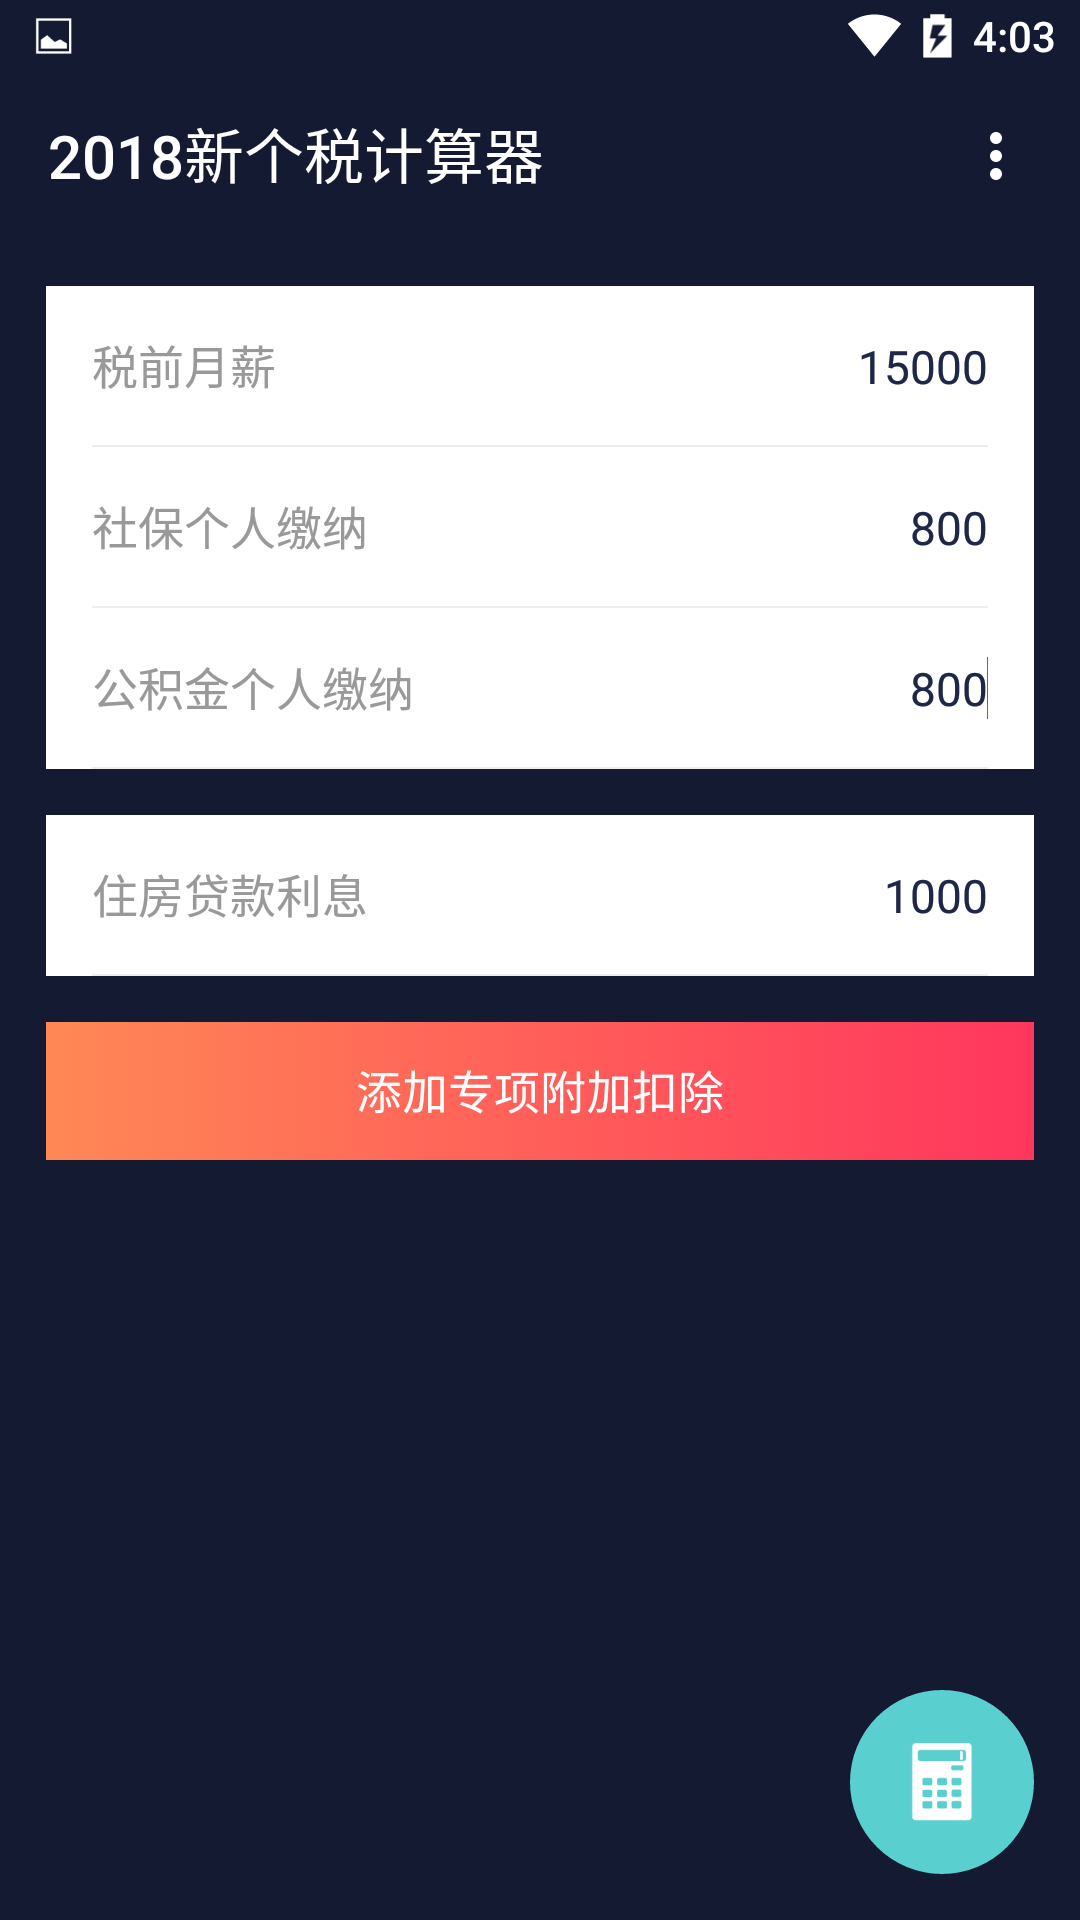 4:03
2018新个税计算器
税前月薪 15000
社保个人缴纳 800
公积金个人缴纳 800
住房贷款利息 1000
添加专项附加扣除